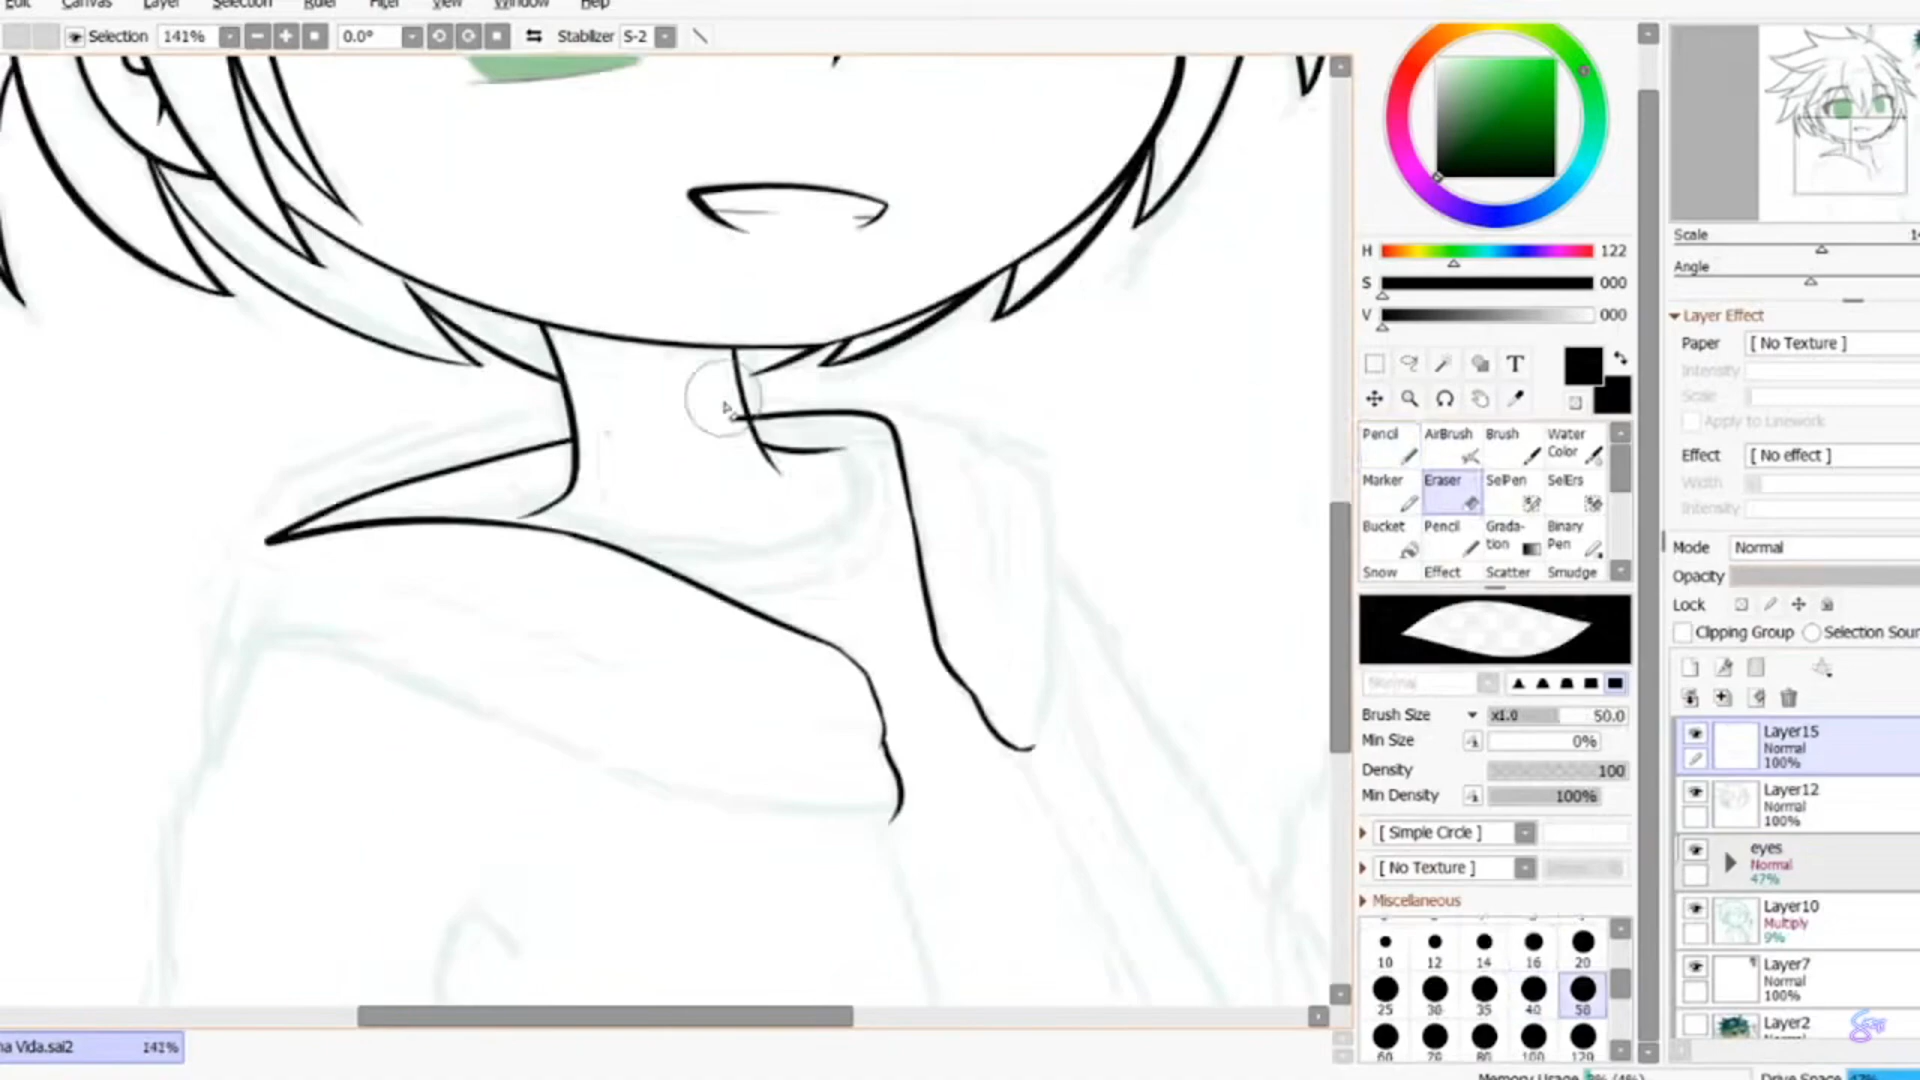 Edit Canvas Layer Selection Ruler Filter View Window Help
Selection 141% 0.0° Stabilizer S-2
H 122
S 000
V 000
T
Pencil AirBrush Brush Water Color
Marker Eraser SelPen SelErs
Bucket Pencil Grada-tion Binary Pen
Snow Effect Scatter Smudge
Normal
Brush Size x1.0 50.0
Min Size 0%
Density 100
Min Density 100%
[ Simple Circle ]
[ No Texture ]
Miscellaneous
10 12 14 16 20
25 30 35 40 50
60 70 80 100 120
Scale
Angle
Layer Effect
Paper [ No Texture ]
Intensity
Scale
Apply to Linework
Effect [ No effect ]
Width
Intensity
Mode Normal
Opacity
Lock
Clipping Group Selection Sour
Layer15
Normal
100%
Layer12
Normal
100%
eyes
Normal
47%
Layer10
Multiply
9%
Layer7
Normal
100%
Layer2
na Vida.sai2 141%
Memory Usage
Drive Space 47%